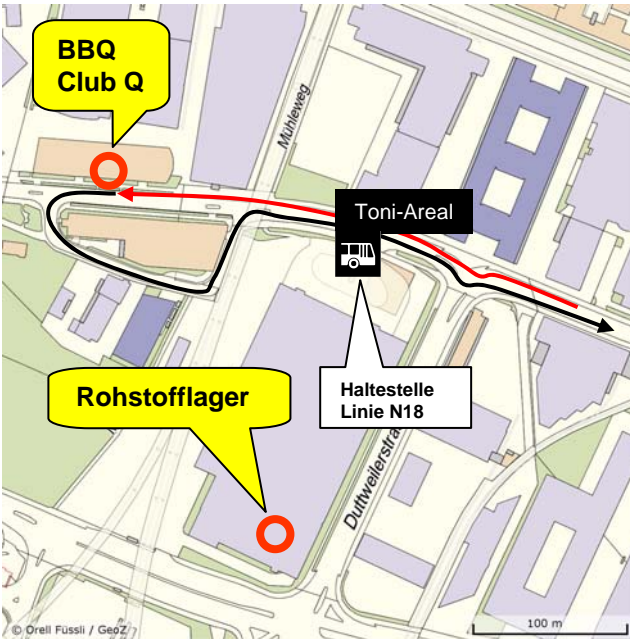 BBQ
Club Q
Mühleweg
Toni-Areal
Haltestelle
Linie N18
Rohstofflager
Duttweilerstra
100 m
© Orell Füssli / GeoZ